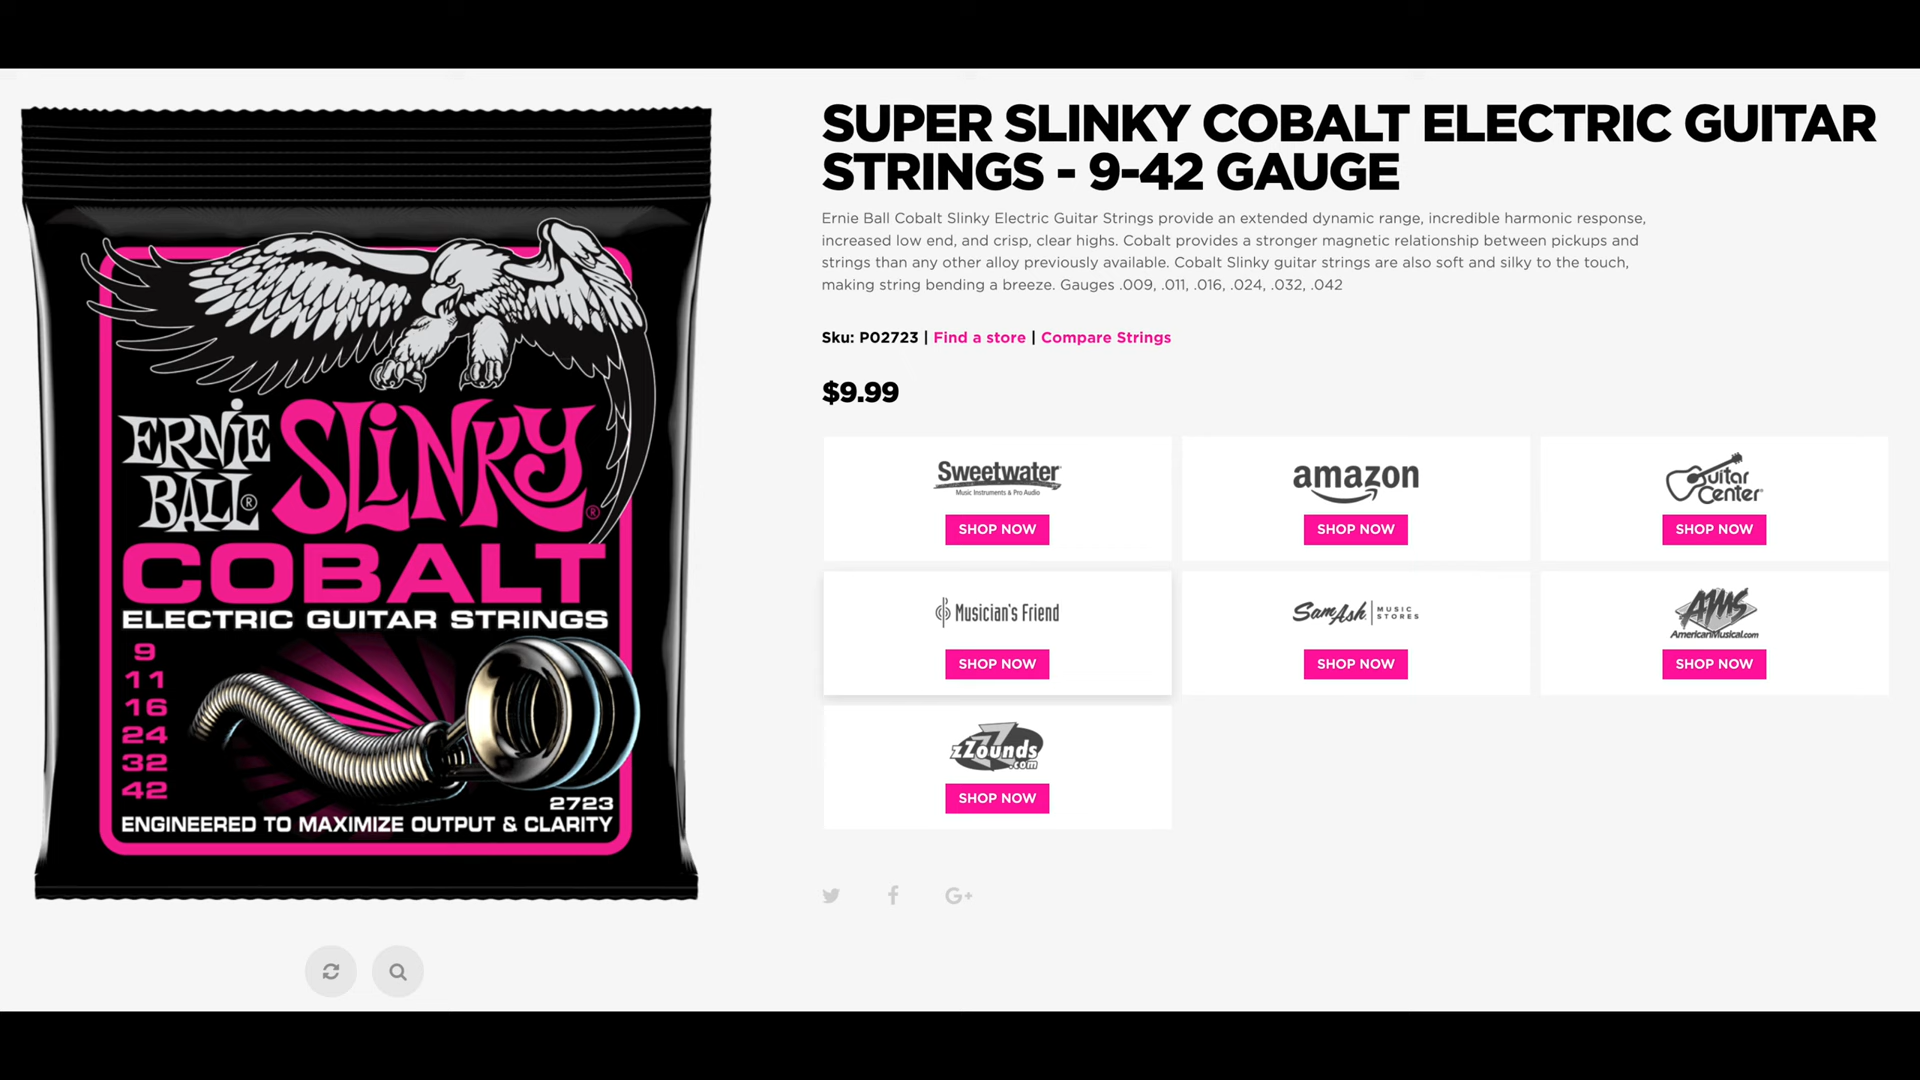 ERNIE
BALL®
SLINKY®
COBALT
ELECTRIC GUITAR STRINGS
9
11
16
24
32
42
2723
ENGINEERED TO MAXIMIZE OUTPUT & CLARITY
SUPER SLINKY COBALT ELECTRIC GUITAR
STRINGS - 9-42 GAUGE
Ernie Ball Cobalt Slinky Electric Guitar Strings provide an extended dynamic range, incredible harmonic response,
increased low end, and crisp, clear highs. Cobalt provides a stronger magnetic relationship between pickups and
strings than any other alloy previously available. Cobalt Slinky guitar strings are also soft and silky to the touch,
making string bending a breeze. Gauges .009, .011, .016, .024, .032, .042
Sku: P02723 | Find a store | Compare Strings
$9.99
Sweetwater
Music Instruments & Pro Audio
SHOP NOW
amazon
SHOP NOW
Guitar
Center
SHOP NOW
Musician's Friend
SHOP NOW
Sam Ash | MUSIC
STORES
SHOP NOW
AMS
AmericanMusical.com
SHOP NOW
zZounds
.com
SHOP NOW
G+